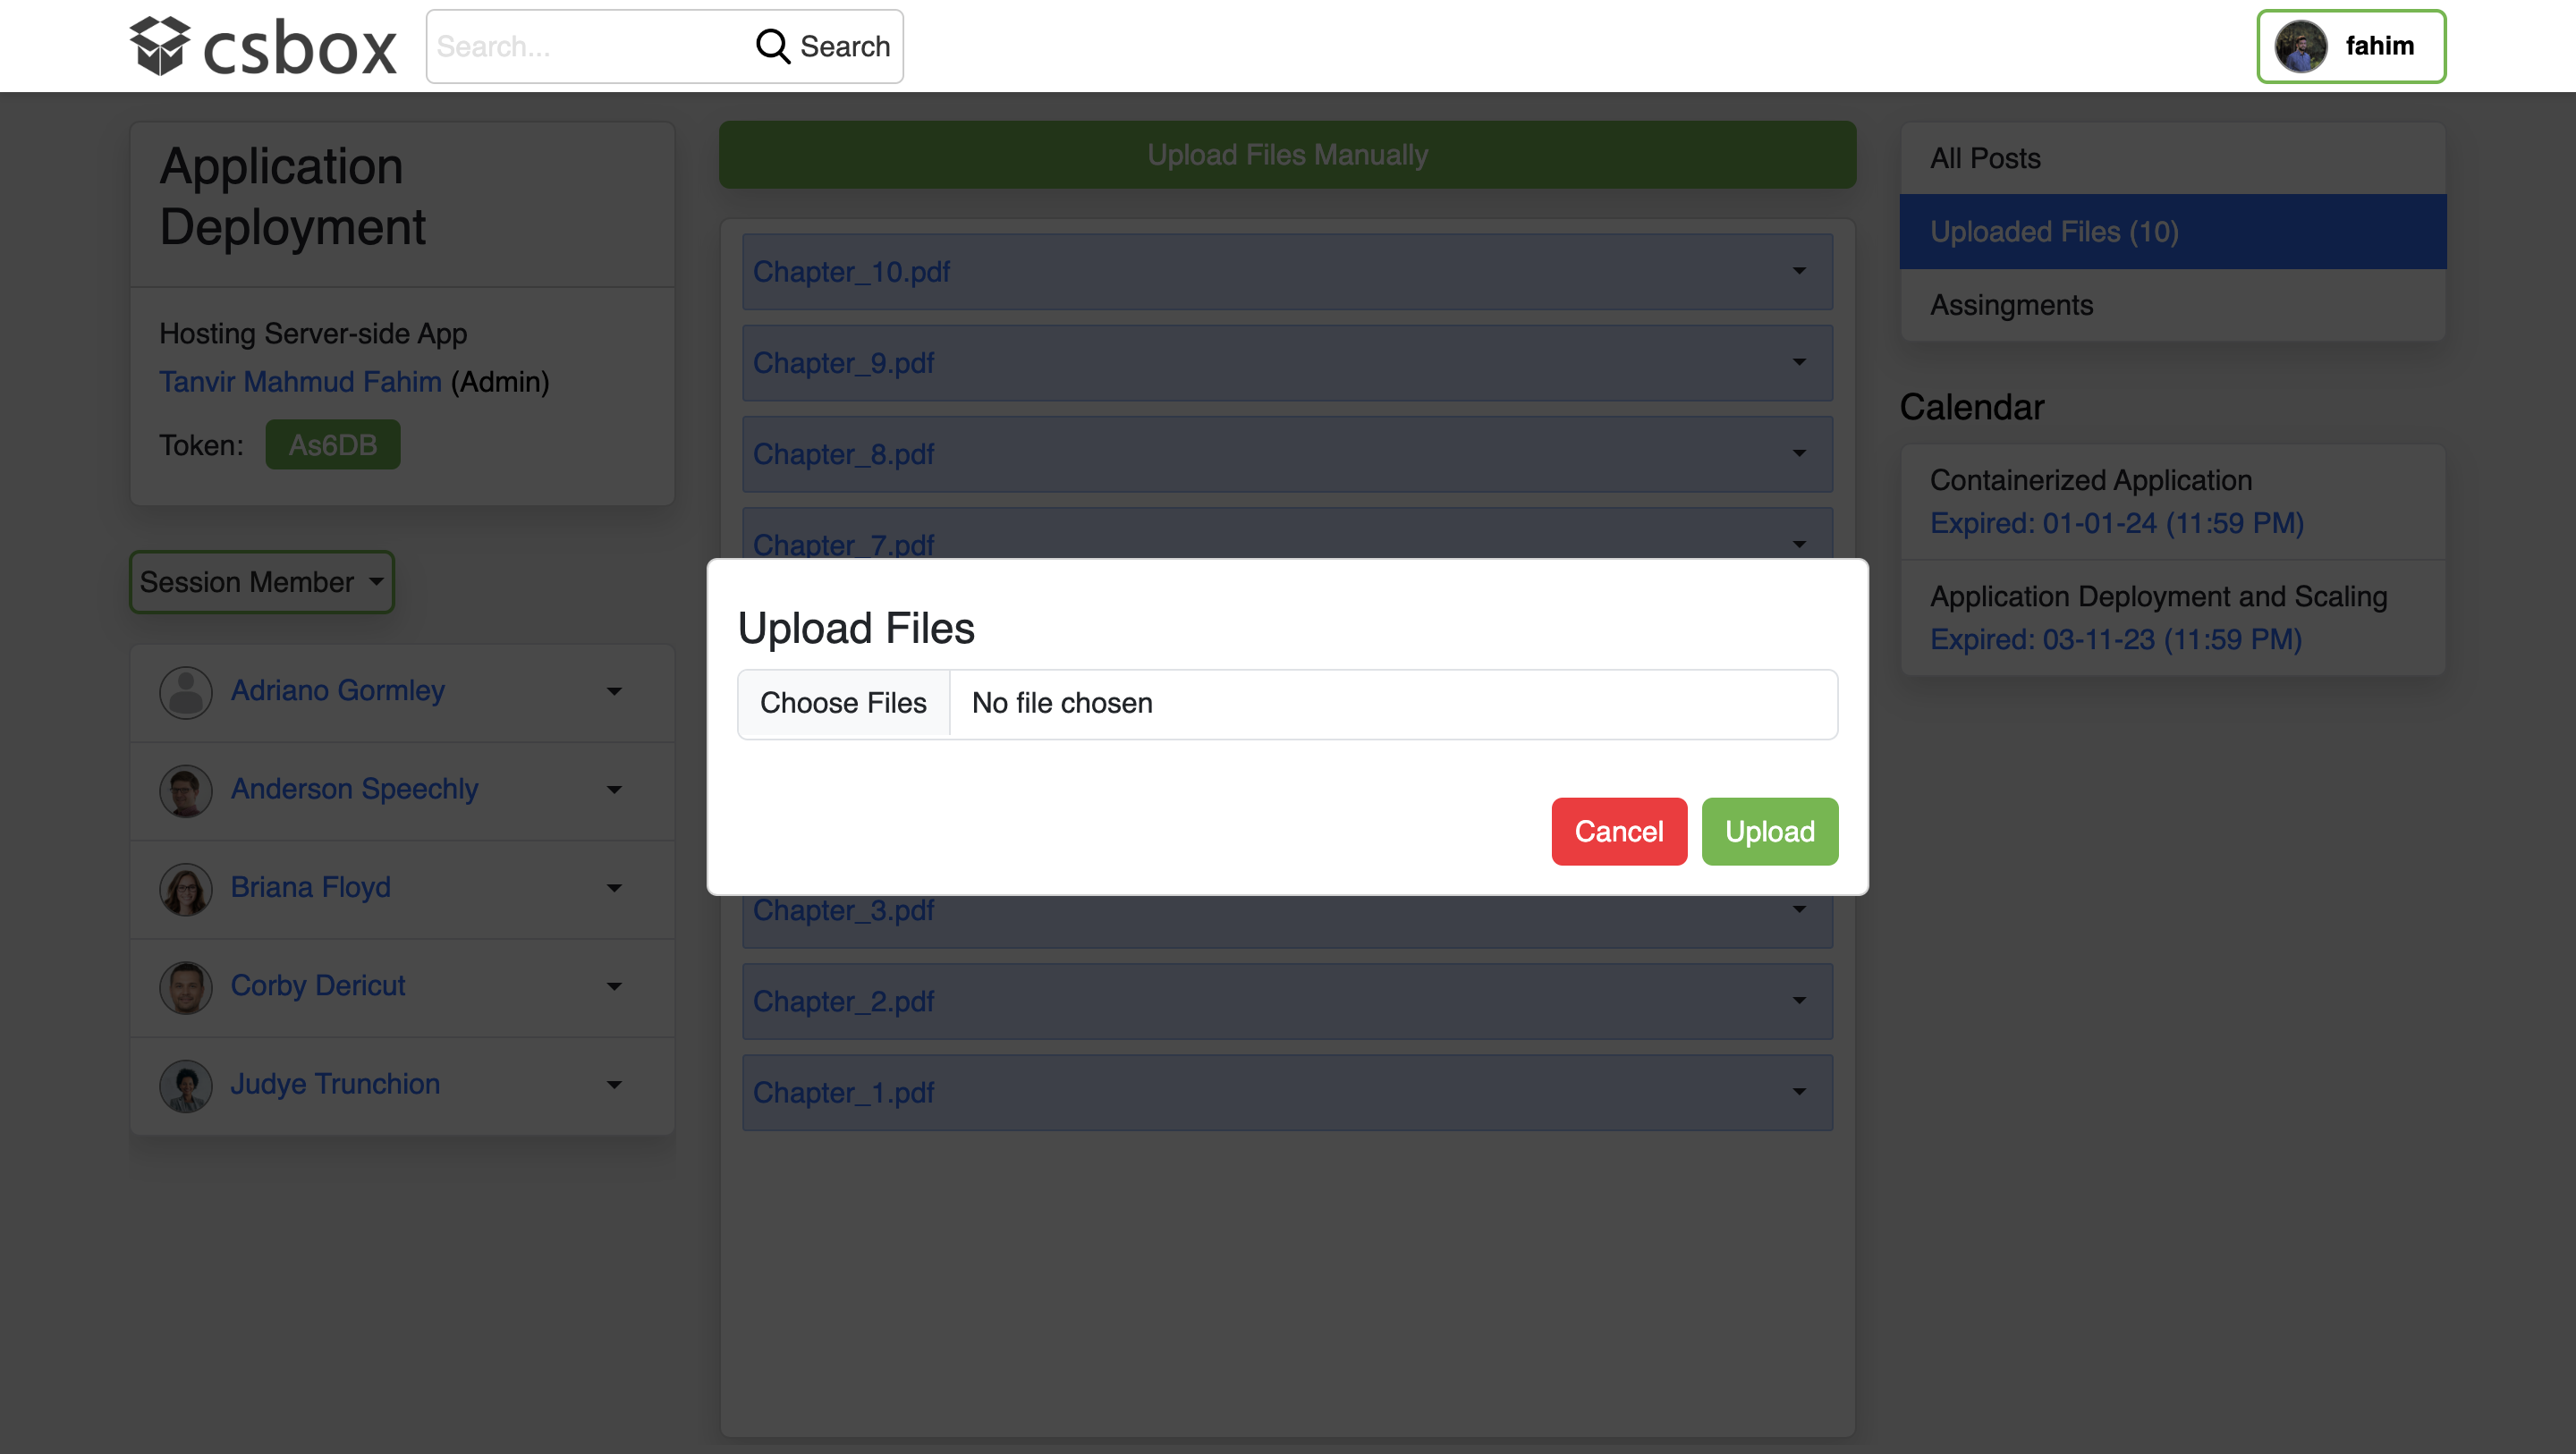 csbox
Search...
Search
fahim
Application
Deployment
Hosting Server-side App
Tanvir Mahmud Fahim (Admin)
Token: As6DB
Session Member
Adriano Gormley
Anderson Speechly
Briana Floyd
Corby Dericut
Judye Trunchion
Upload Files Manually
Chapter_10.pdf
Chapter_9.pdf
Chapter_8.pdf
Chapter_7.pdf
Upload Files
Choose Files
No file chosen
Cancel
Upload
Chapter_3.pdf
Chapter_2.pdf
Chapter_1.pdf
All Posts
Uploaded Files (10)
Assingments
Calendar
Containerized Application
Expired: 01-01-24 (11:59 PM)
Application Deployment and Scaling
Expired: 03-11-23 (11:59 PM)